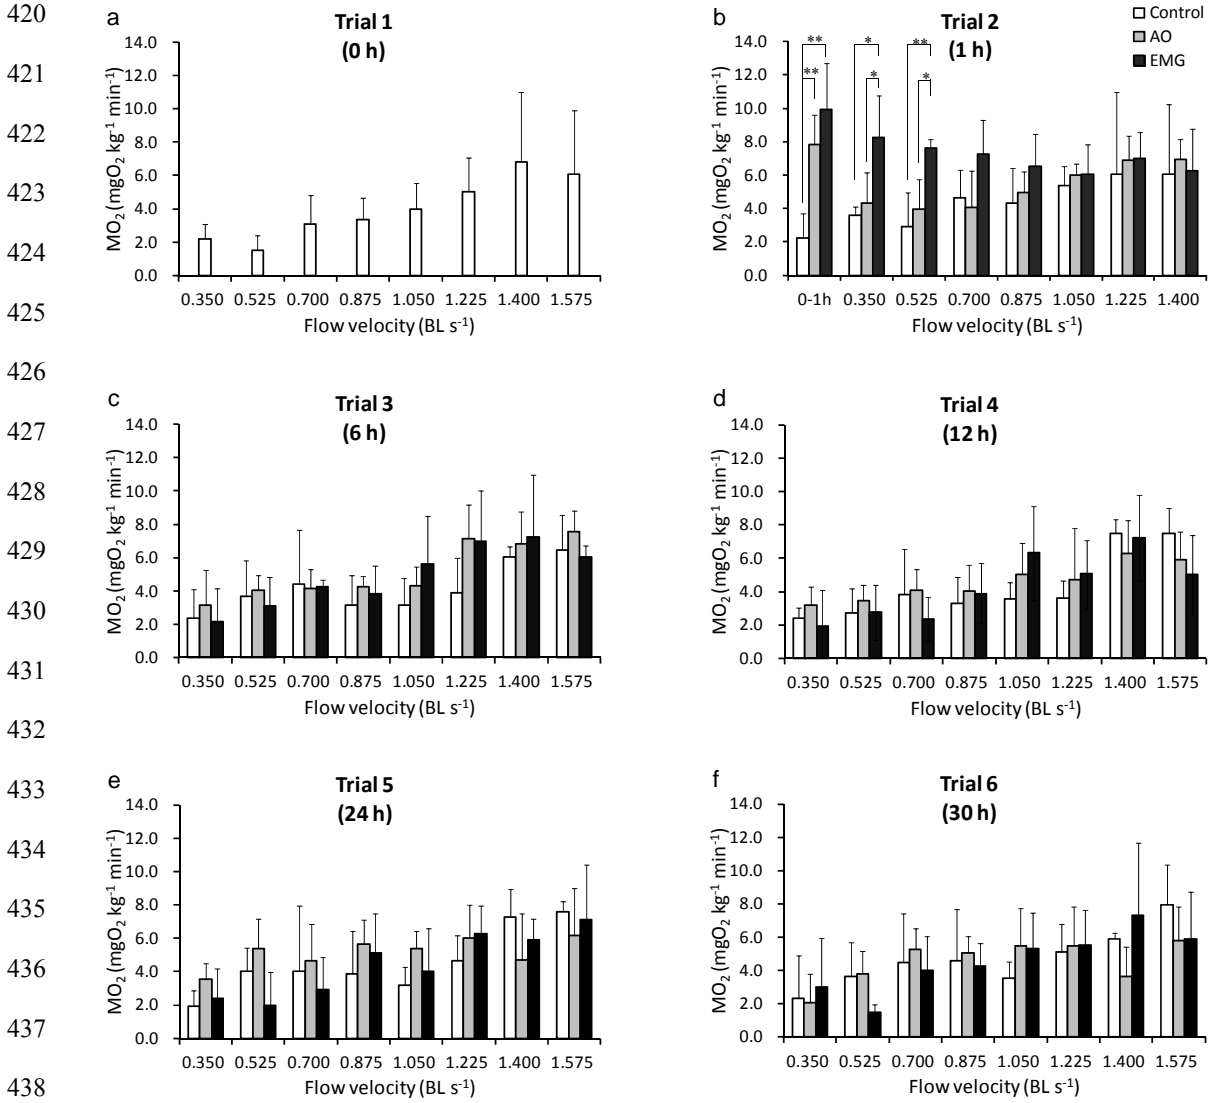 420
421
422
423
424
425
426
427
428
429
430
431
432
433
434
435
436
437
438
a
Trial 1
(0 h)
MO₂ (mgO₂ kg⁻¹ min⁻¹)
14.0
12.0
10.0
8.0
6.0
4.0
2.0
0.0
0.350 0.525 0.700 0.875 1.050 1.225 1.400 1.575
Flow velocity (BL s⁻¹)
b
Trial 2
(1 h)
Control
AO
EMG
MO₂ (mgO₂ kg⁻¹ min⁻¹)
14.0
12.0
10.0
8.0
6.0
4.0
2.0
0.0
** * **
** * *
0-1h 0.350 0.525 0.700 0.875 1.050 1.225 1.400
Flow velocity (BL s⁻¹)
c
Trial 3
(6 h)
MO₂ (mgO₂ kg⁻¹ min⁻¹)
14.0
12.0
10.0
8.0
6.0
4.0
2.0
0.0
0.350 0.525 0.700 0.875 1.050 1.225 1.400 1.575
Flow velocity (BL s⁻¹)
d
Trial 4
(12 h)
MO₂ (mgO₂ kg⁻¹ min⁻¹)
14.0
12.0
10.0
8.0
6.0
4.0
2.0
0.0
0.350 0.525 0.700 0.875 1.050 1.225 1.400 1.575
Flow velocity (BL s⁻¹)
e
Trial 5
(24 h)
MO₂ (mgO₂ kg⁻¹ min⁻¹)
14.0
12.0
10.0
8.0
6.0
4.0
2.0
0.0
0.350 0.525 0.700 0.875 1.050 1.225 1.400 1.575
Flow velocity (BL s⁻¹)
f
Trial 6
(30 h)
MO₂ (mgO₂ kg⁻¹ min⁻¹)
14.0
12.0
10.0
8.0
6.0
4.0
2.0
0.0
0.350 0.525 0.700 0.875 1.050 1.225 1.400 1.575
Flow velocity (BL s⁻¹)